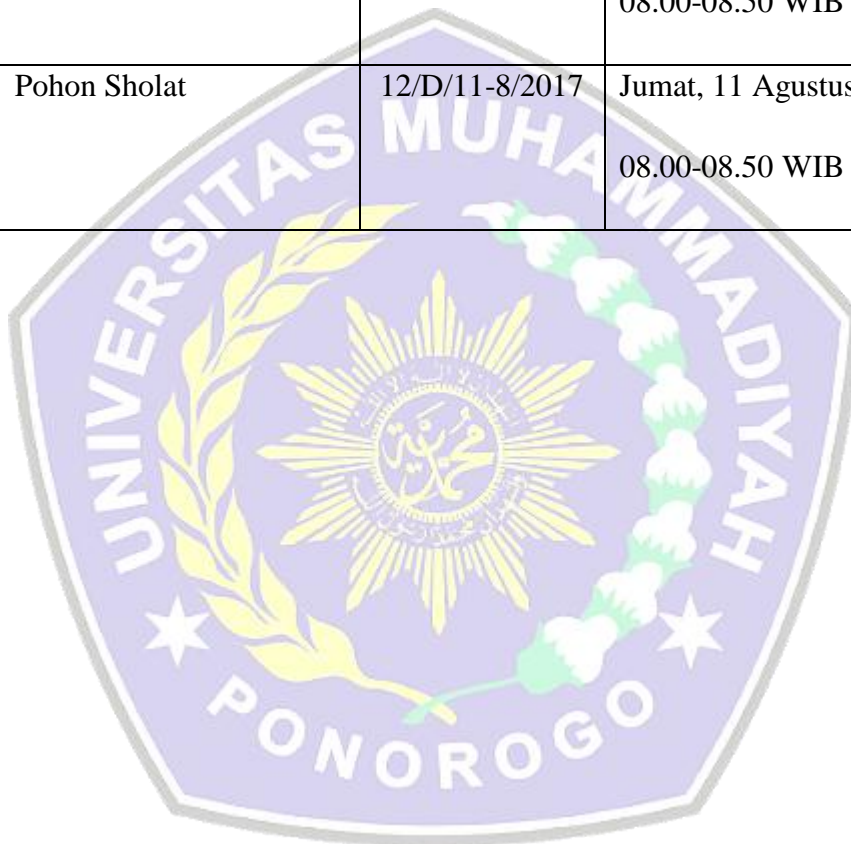 08.00-08.50 WIB
Pohon Sholat 12/D/11-8/2017 Jumat, 11 Agustus
08.00-08.50 WIB
UNIVERSITAS MUHAMMADIYAH
محمدية
PONOROGO